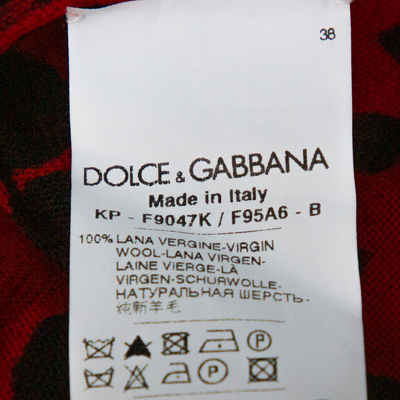 38
DOLCE & GABBANA
Made in Italy
KP - F9047K / F95A6 - B
100% LANA VERGINE-VIRGIN
WOOL-LANA VIRGEN-
LAINE VIERGE-LÀ
VIRGEN-SCHURWOLLE-
НАТУРАЛЬНАЯ ШЕРСТЬ-
纯新羊毛